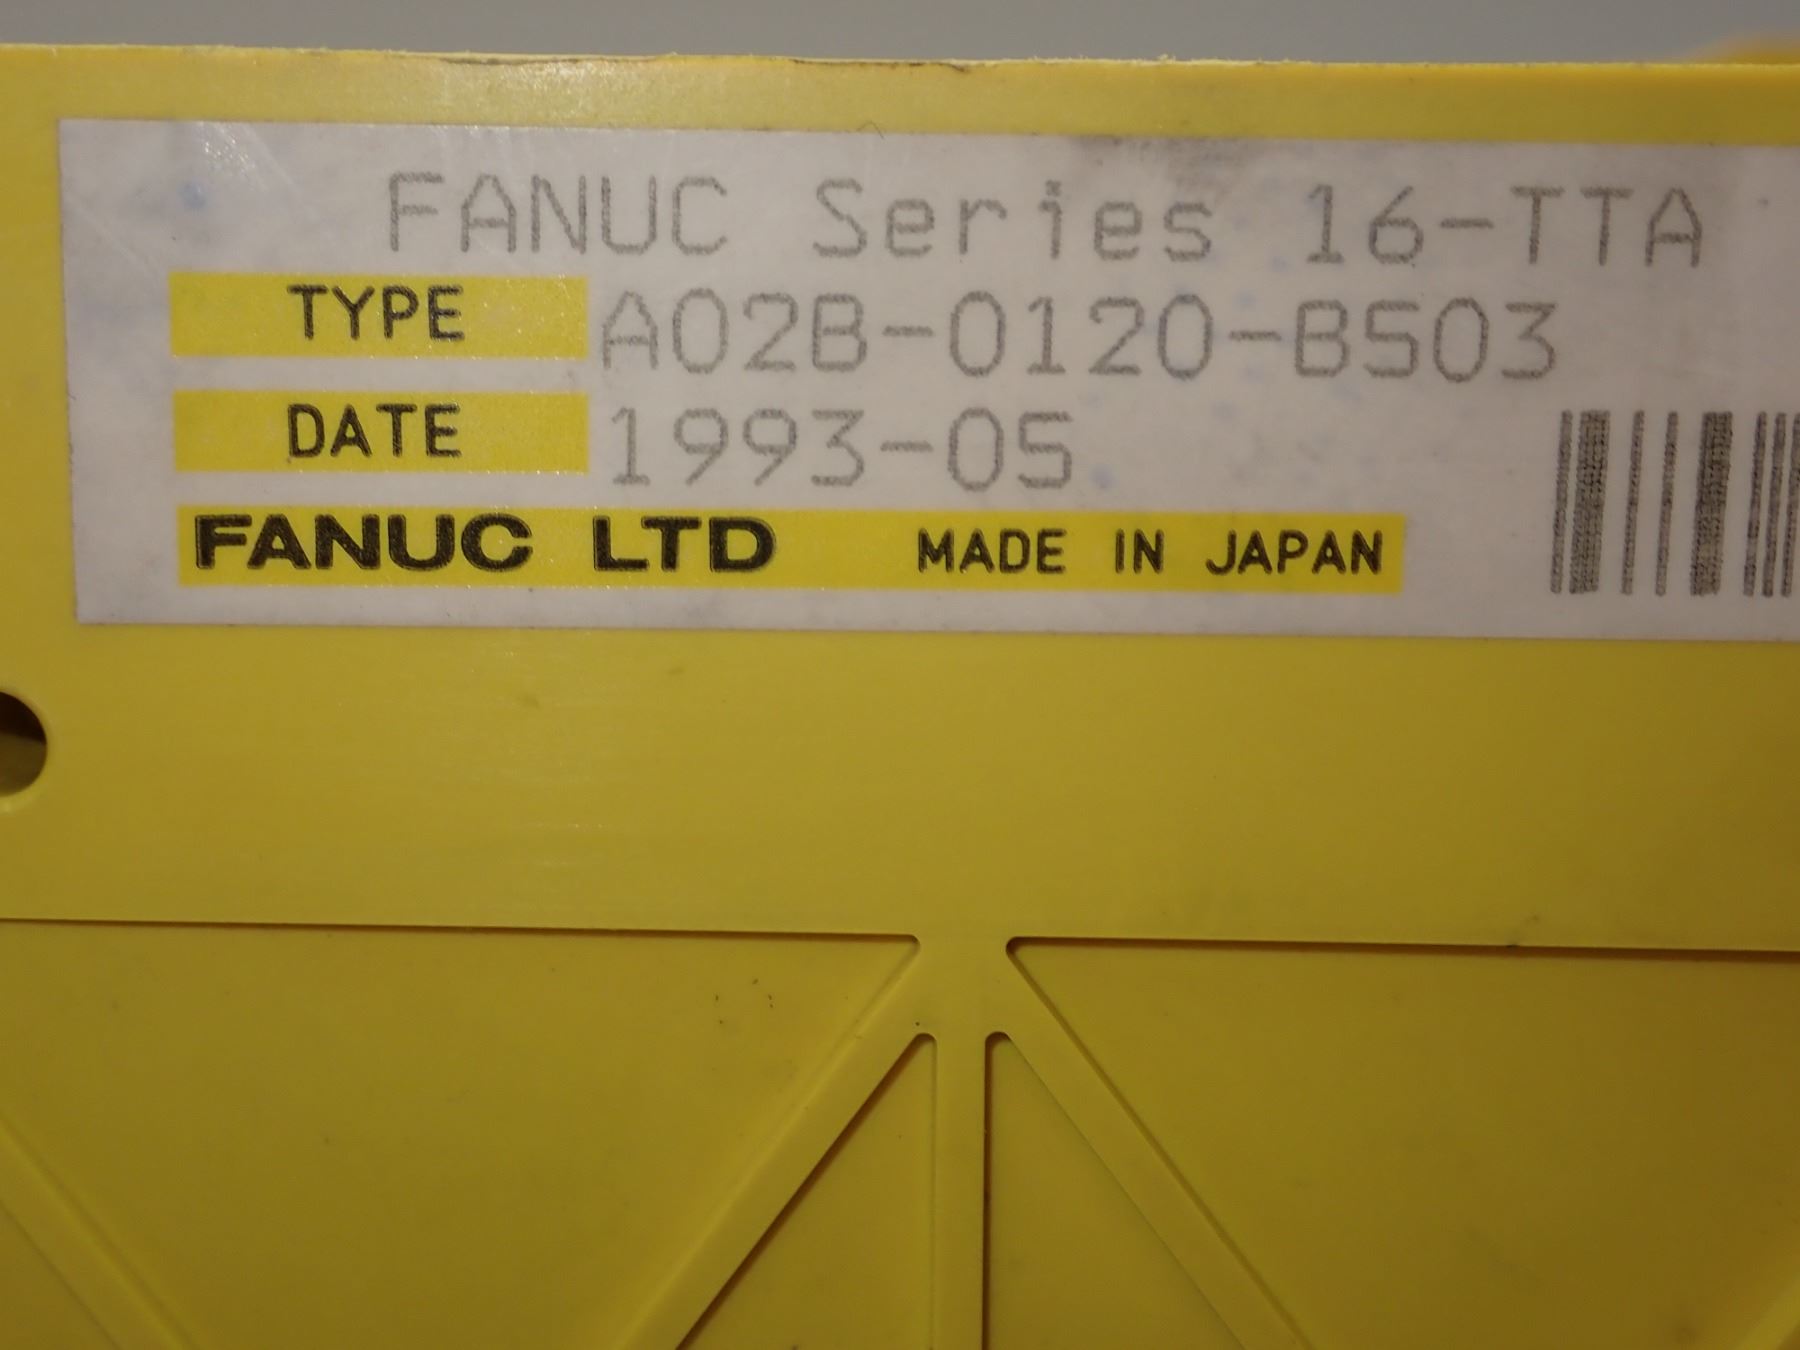 FANUC Series 16-TTA
TYPE A02B-0120-B503
DATE 1993-05
FANUC LTD MADE IN JAPAN